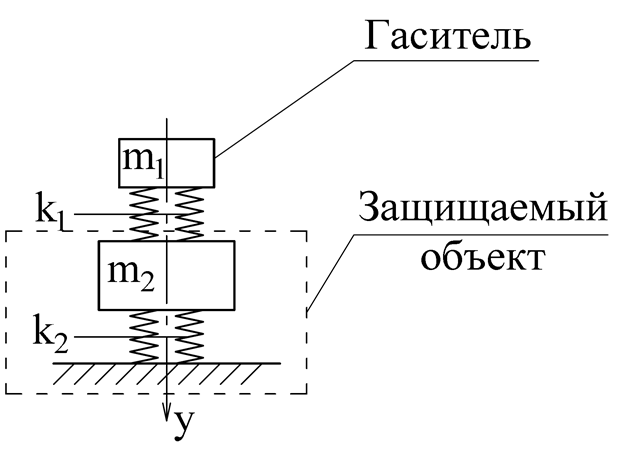 Гаситель
m₁
k₁
Защищаемый
объект
m₂
k₂
y